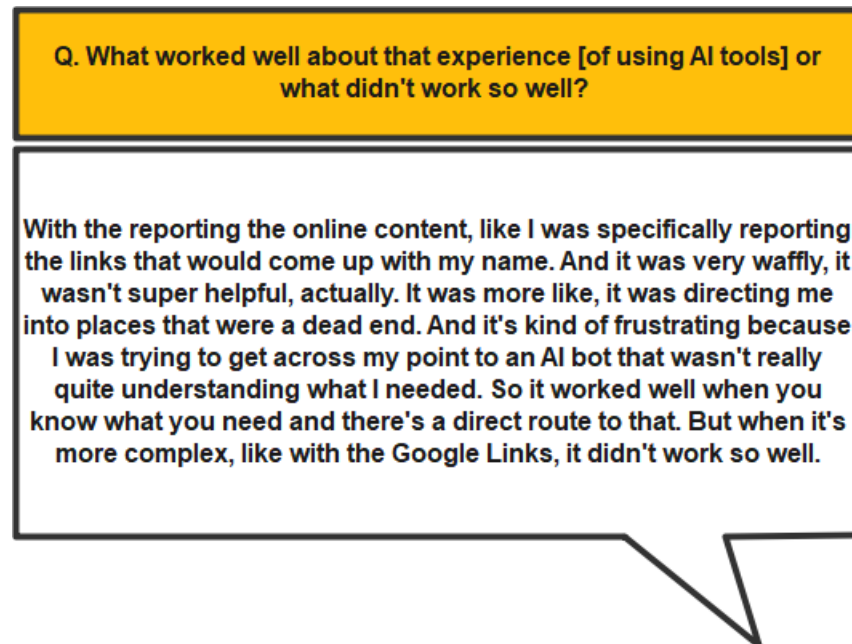 Q. What worked well about that experience [of using AI tools] or
what didn't work so well?
With the reporting the online content, like I was specifically reporting
the links that would come up with my name. And it was very waffly, it
wasn't super helpful, actually. It was more like, it was directing me
into places that were a dead end. And it's kind of frustrating because
I was trying to get across my point to an AI bot that wasn't really
quite understanding what I needed. So it worked well when you
know what you need and there's a direct route to that. But when it's
more complex, like with the Google Links, it didn't work so well.